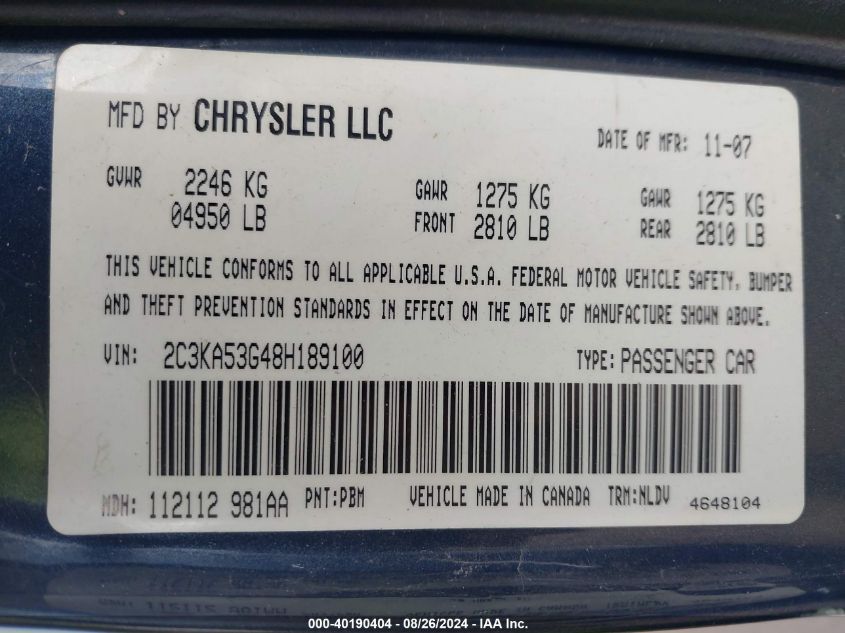 MFD BY CHRYSLER LLC DATE OF MFR: 11-07
GVWR 2246 KG GAWR 1275 KG GAWR 1275 KG
04950 LB FRONT 2810 LB REAR 2810 LB
THIS VEHICLE CONFORMS TO ALL APPLICABLE U.S.A. FEDERAL MOTOR VEHICLE SAFETY, BUMPER
AND THEFT PREVENTION STANDARDS IN EFFECT ON THE DATE OF MANUFACTURE SHOWN ABOVE.
VIN: 2C3KA53G48H189100 TYPE: PASSENGER CAR
MDH: 112112 981AA PNT:PBM VEHICLE MADE IN CANADA TRM:NLDV 4648104
000-40190404 - 08/26/2024 - IAA Inc.